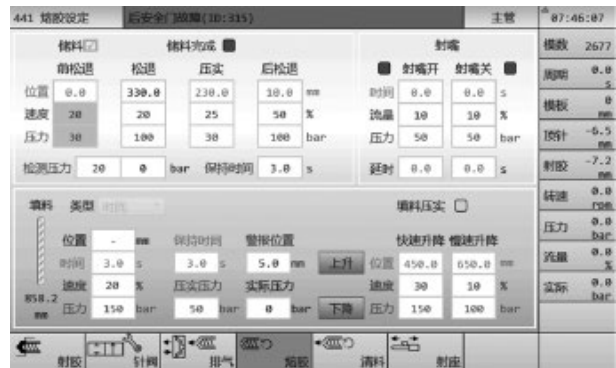 441 熔胶设定 后安全门故障(ID:315) 主管 07:46:07
储料 储料完成 射嘴 模数 2677
前松退 松退 压实 后松退 射嘴开 射嘴关 周期 0.0 s
位置 0.0 330.0 230.0 10.0 mm 时间 0.0 0.0 s 模板 0 mm
速度 20 20 25 50 % 流量 10 10 % 顶针 -6.5 mm
压力 30 100 30 100 bar 压力 50 50 bar 射胶 -7.2 mm
检测压力 20 0 bar 保持时间 3.0 s 延时 0.0 0.0 s
填料 类型 时间 填料压实 转速 0.0 rpm
位置 - mm 保持时间 警报位置 快速升降 慢速升降 压力 0.0 bar
时间 3.0 s 3.0 s 5.0 mm 上升 位置 450.0 650.0 mm 流量 0.0 %
速度 20 % 压实压力 实际压力 速度 30 10 % 实际 0.0 bar
858.2 mm 压力 150 bar 50 bar 0 bar 下降 压力 150 100 bar
射胶 针阀 排气 熔胶 清料 射座